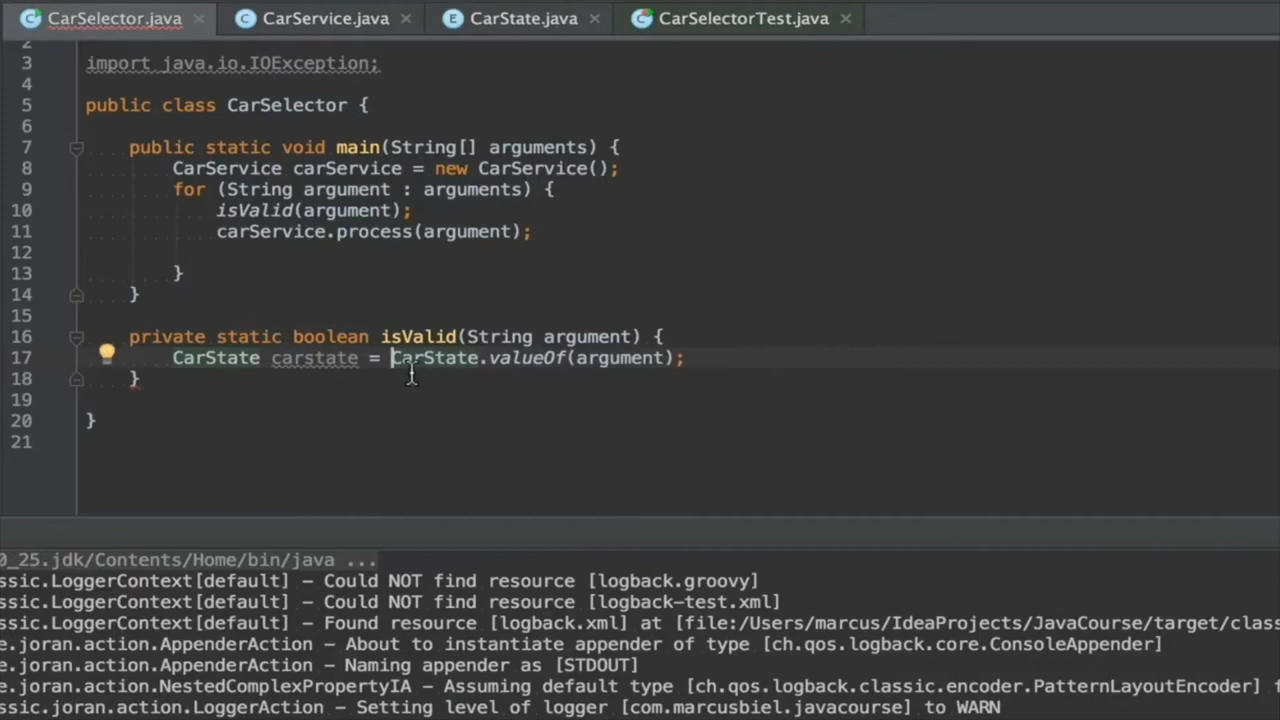 CarSelector.java CarService.java CarState.java CarSelectorTest.java
3 import java.io.IOException;
4
5 public class CarSelector {
6
7 public static void main(String[] arguments) {
8 CarService carService = new CarService();
9 for (String argument : arguments) {
10 isValid(argument);
11 carService.process(argument);
12
13 }
14 }
15
16 private static boolean isValid(String argument) {
17 CarState carstate = CarState.valueOf(argument);
18 }
19
20 }
21
0_25.jdk/Contents/Home/bin/java ...
ssic.LoggerContext[default] - Could NOT find resource [logback.groovy]
ssic.LoggerContext[default] - Could NOT find resource [logback-test.xml]
ssic.LoggerContext[default] - Found resource [logback.xml] at [file:/Users/marcus/IdeaProjects/JavaCourse/target/class
e.joran.action.AppenderAction - About to instantiate appender of type [ch.qos.logback.core.ConsoleAppender]
e.joran.action.AppenderAction - Naming appender as [STDOUT]
e.joran.action.NestedComplexPropertyIA - Assuming default type [ch.qos.logback.classic.encoder.PatternLayoutEncoder] f
ssic.joran.action.LoggerAction - Setting level of logger [com.marcusbiel.javacourse] to WARN